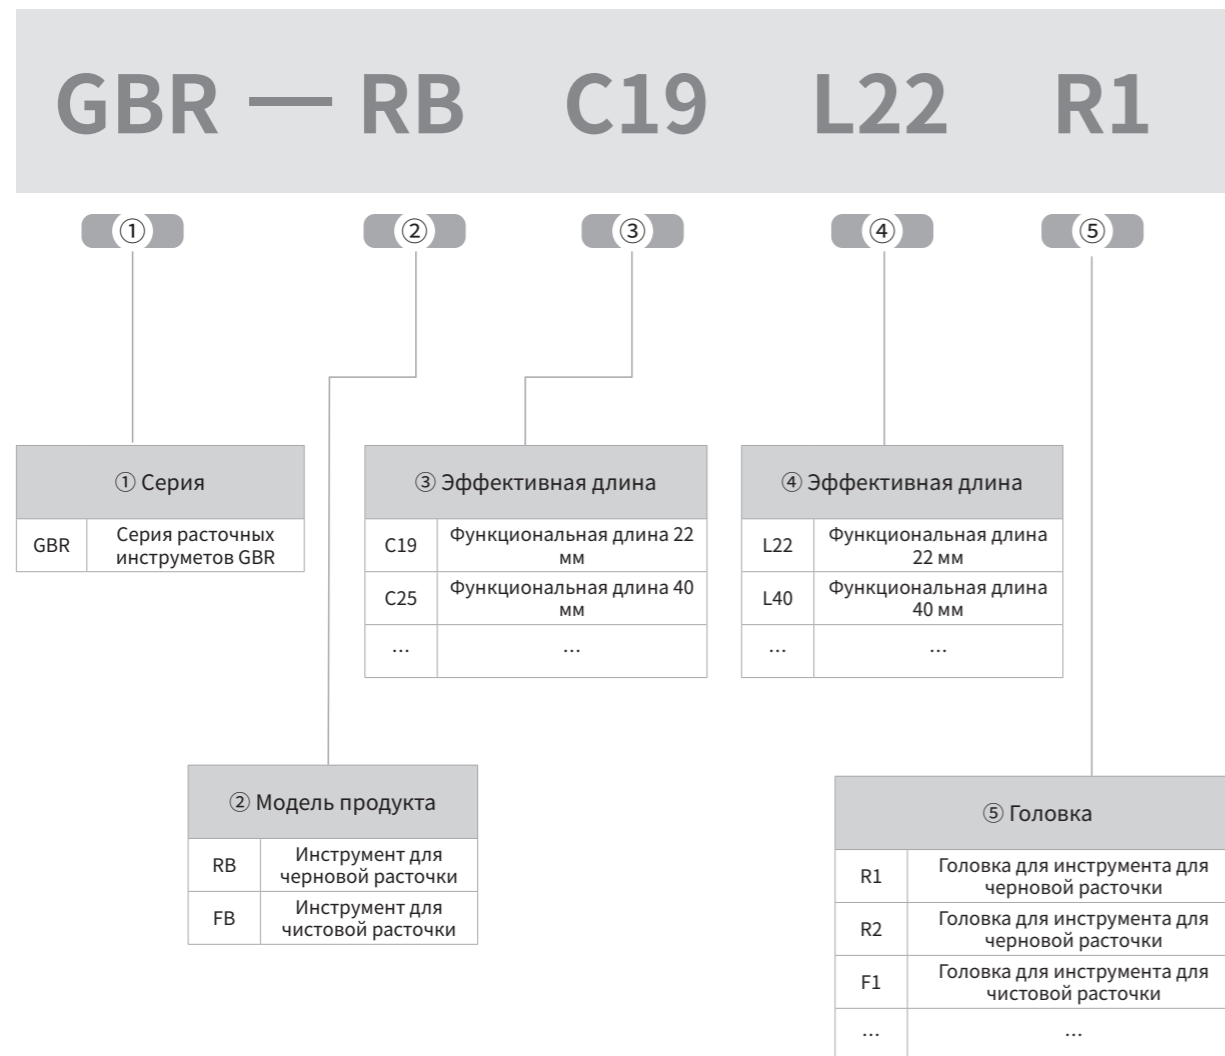 GBR — RB C19 L22 R1
① ② ③ ④ ⑤
① Серия
GBR Серия расточных
инструметов GBR
③ Эффективная длина
C19 Функциональная длина 22
мм
C25 Функциональная длина 40
мм
... ...
④ Эффективная длина
L22 Функциональная длина
22 мм
L40 Функциональная длина
40 мм
... ...
② Модель продукта
RB Инструмент для
черновой расточки
FB Инструмент для
чистовой расточки
⑤ Головка
R1 Головка для инструмента для
черновой расточки
R2 Головка для инструмента для
черновой расточки
F1 Головка для инструмента для
чистовой расточки
... ...